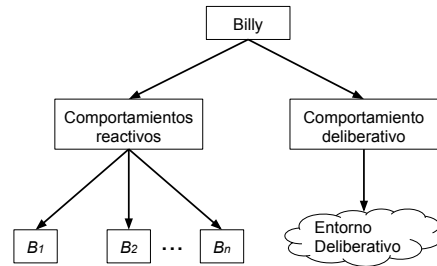 Billy
Comportamientos
reactivos
Comportamiento
deliberativo
B1
B2
...
Bn
Entorno
Deliberativo